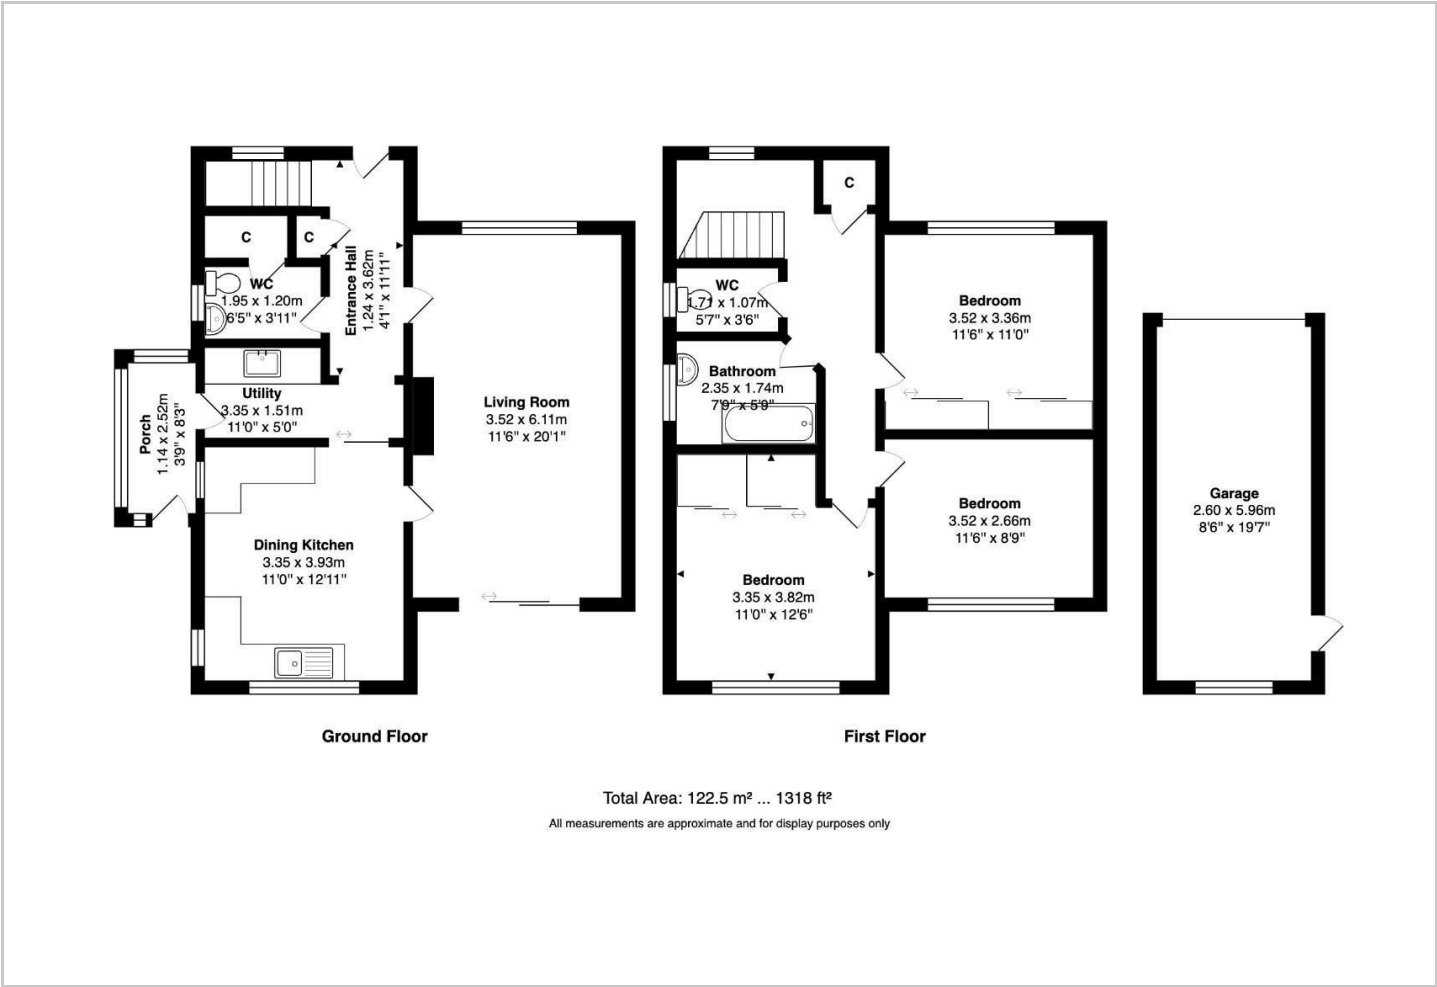 C
C
WC
1.95 x 1.20m
6'5" x 3'11"
Entrance Hall
1.24 x 3.62m
4'1" x 11'11"
Utility
3.35 x 1.51m
11'0" x 5'0"
Porch
1.14 x 2.52m
3'9" x 8'3"
Living Room
3.52 x 6.11m
11'6" x 20'1"
Dining Kitchen
3.35 x 3.93m
11'0" x 12'11"
Ground Floor
C
WC
1.71 x 1.07m
5'7" x 3'6"
Bathroom
2.35 x 1.74m
7'9" x 5'9"
Bedroom
3.52 x 3.36m
11'6" x 11'0"
Bedroom
3.52 x 2.66m
11'6" x 8'9"
Bedroom
3.35 x 3.82m
11'0" x 12'6"
First Floor
Garage
2.60 x 5.96m
8'6" x 19'7"
Total Area: 122.5 m² ... 1318 ft²
All measurements are approximate and for display purposes only